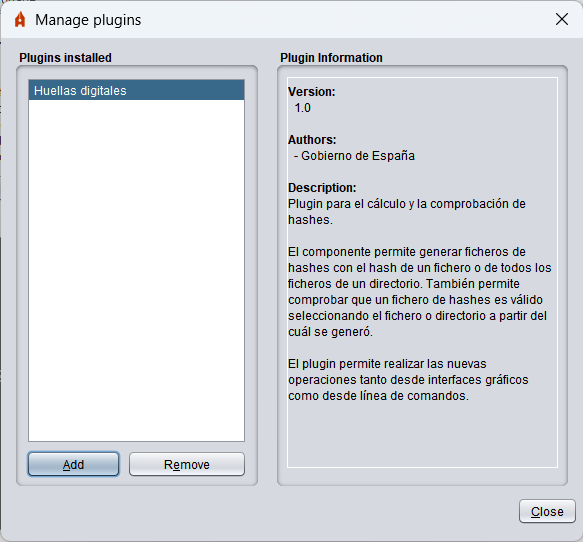 Manage plugins
Plugins installed
Huellas digitales
Add
Remove
Plugin Information
Version:
1.0
Authors:
- Gobierno de España
Description:
Plugin para el cálculo y la comprobación de
hashes.
El componente permite generar ficheros de
hashes con el hash de un fichero o de todos los
ficheros de un directorio. También permite
comprobar que un fichero de hashes es válido
seleccionando el fichero o directorio a partir del
cuál se generó.
El plugin permite realizar las nuevas
operaciones tanto desde interfaces gráficos
como desde línea de comandos.
Close